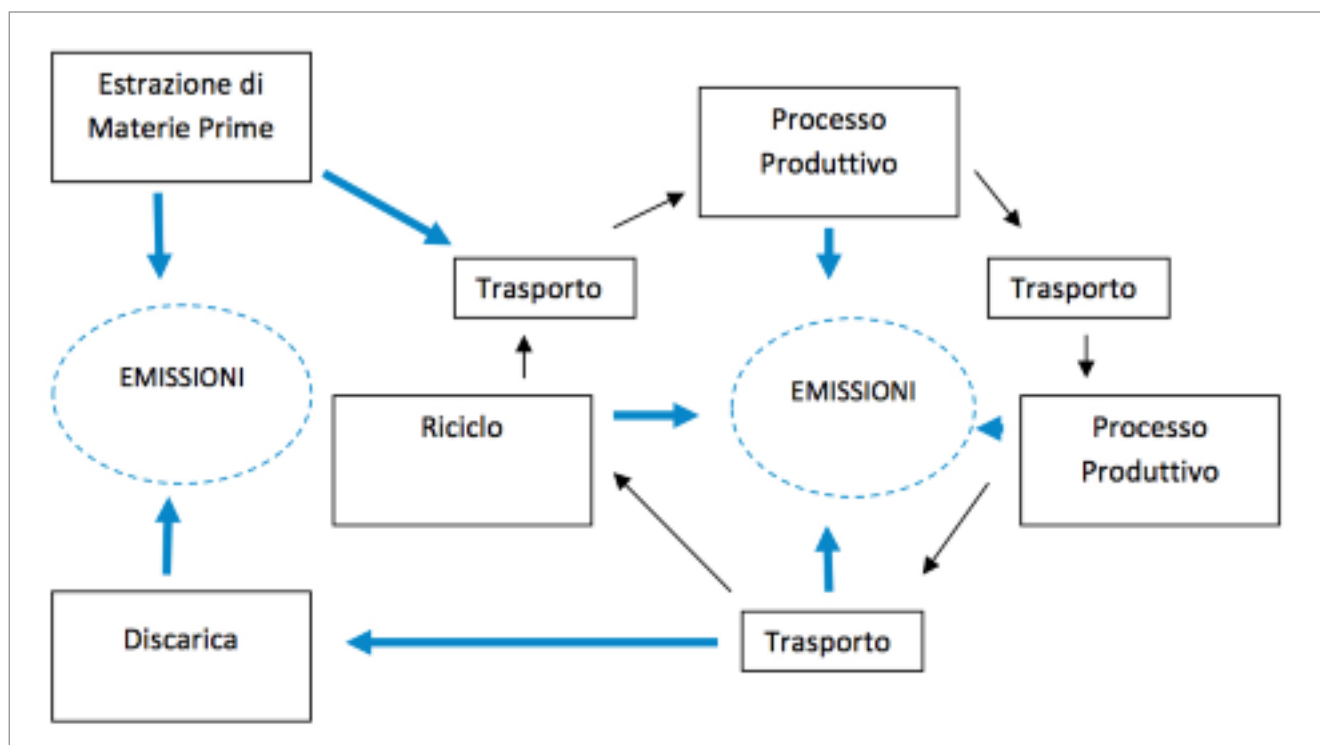 Estrazione di
Materie Prime
Processo
Produttivo
Trasporto
Trasporto
EMISSIONI
EMISSIONI
Riciclo
Processo
Produttivo
Discarica
Trasporto